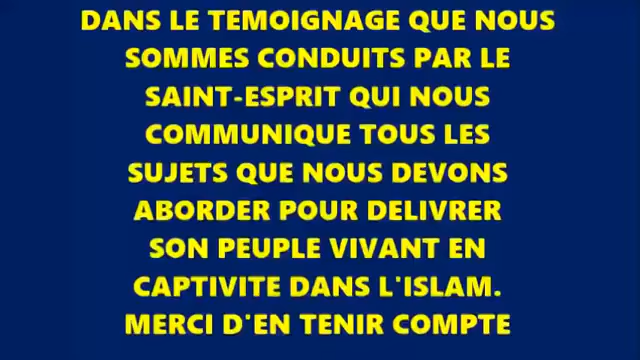 DANS LE TEMOIGNAGE QUE NOUS
SOMMES CONDUITS PAR LE
SAINT-ESPRIT QUI NOUS
COMMUNIQUE TOUS LES
SUJETS QUE NOUS DEVONS
ABORDER POUR DELIVRER
SON PEUPLE VIVANT EN
CAPTIVITE DANS L'ISLAM.
MERCI D'EN TENIR COMPTE